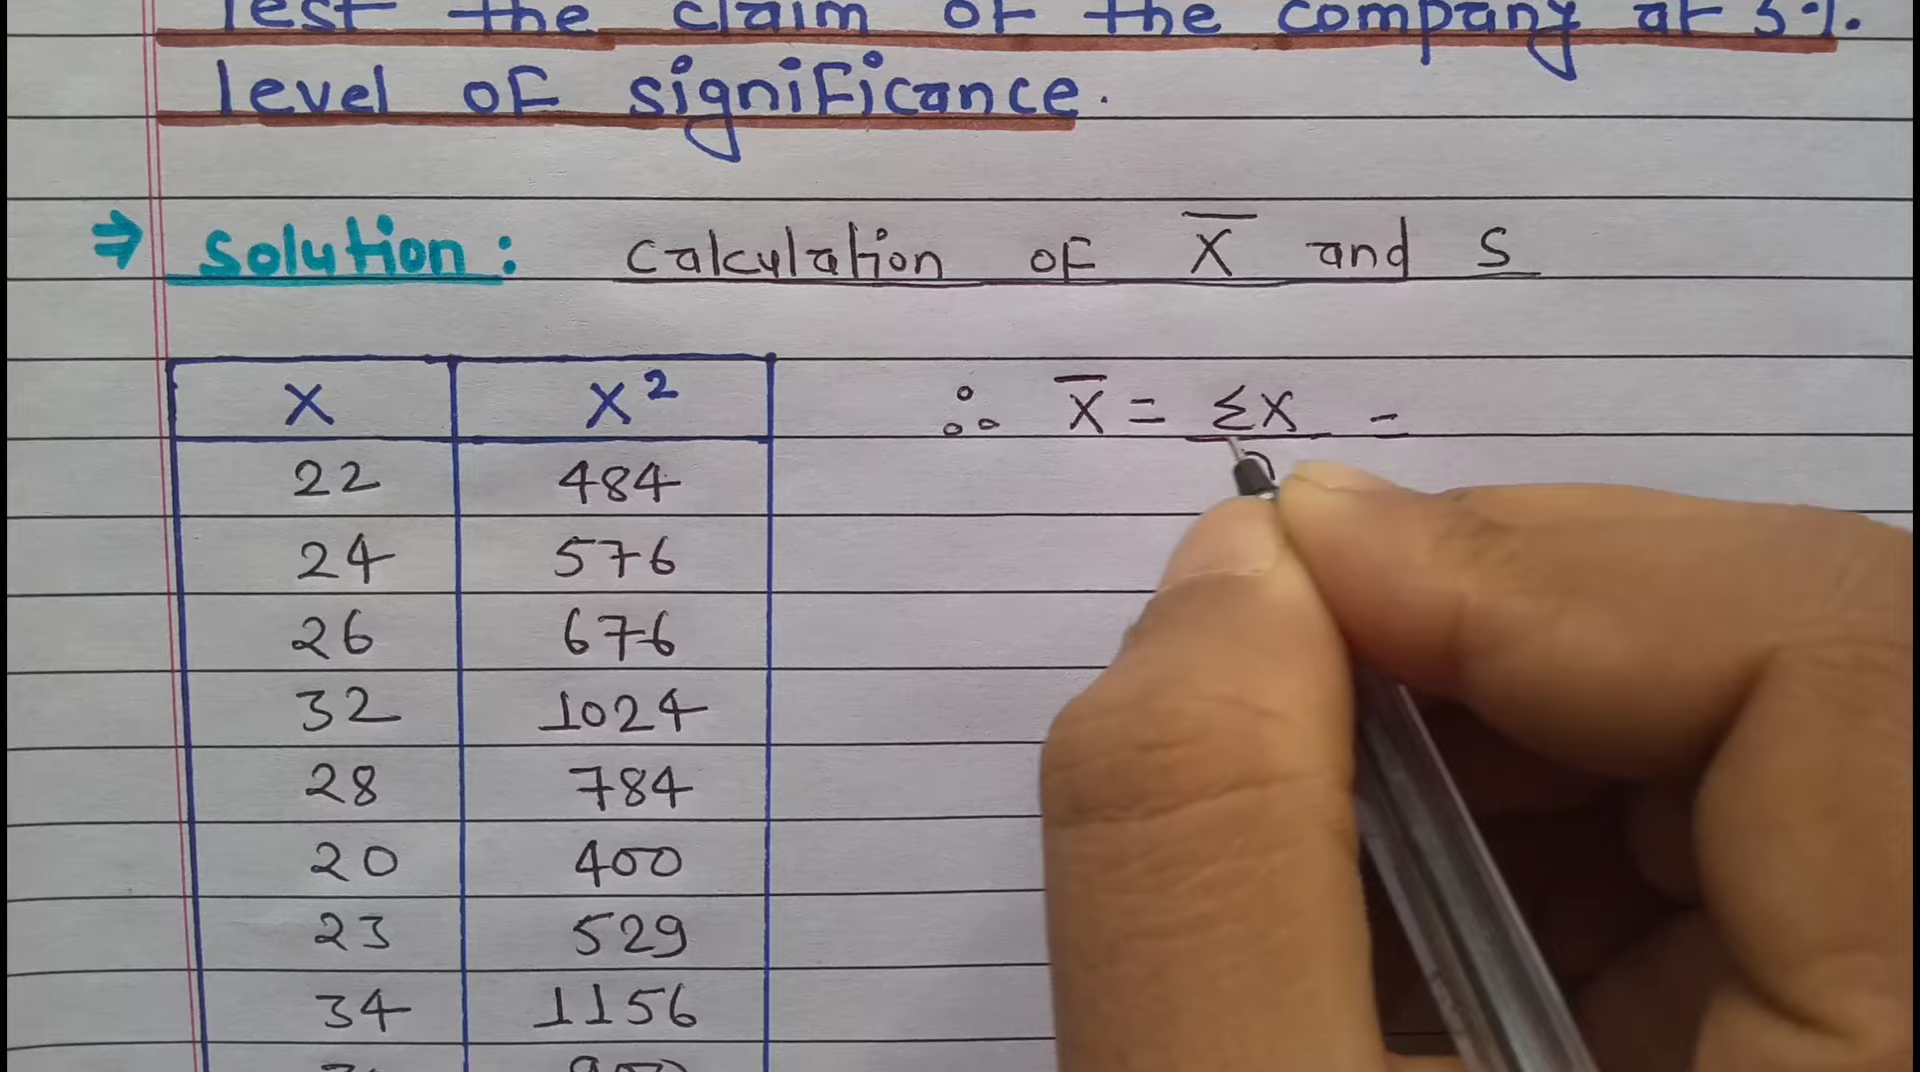 Test the claim of the company at 5%.
level of significance.
⇒ Solution: Calculation of X̅ and S
X X²
22 484
24 576
26 676
32 1024
28 784
20 400
23 529
34 1156
∴ X̅ = ΣX -
n